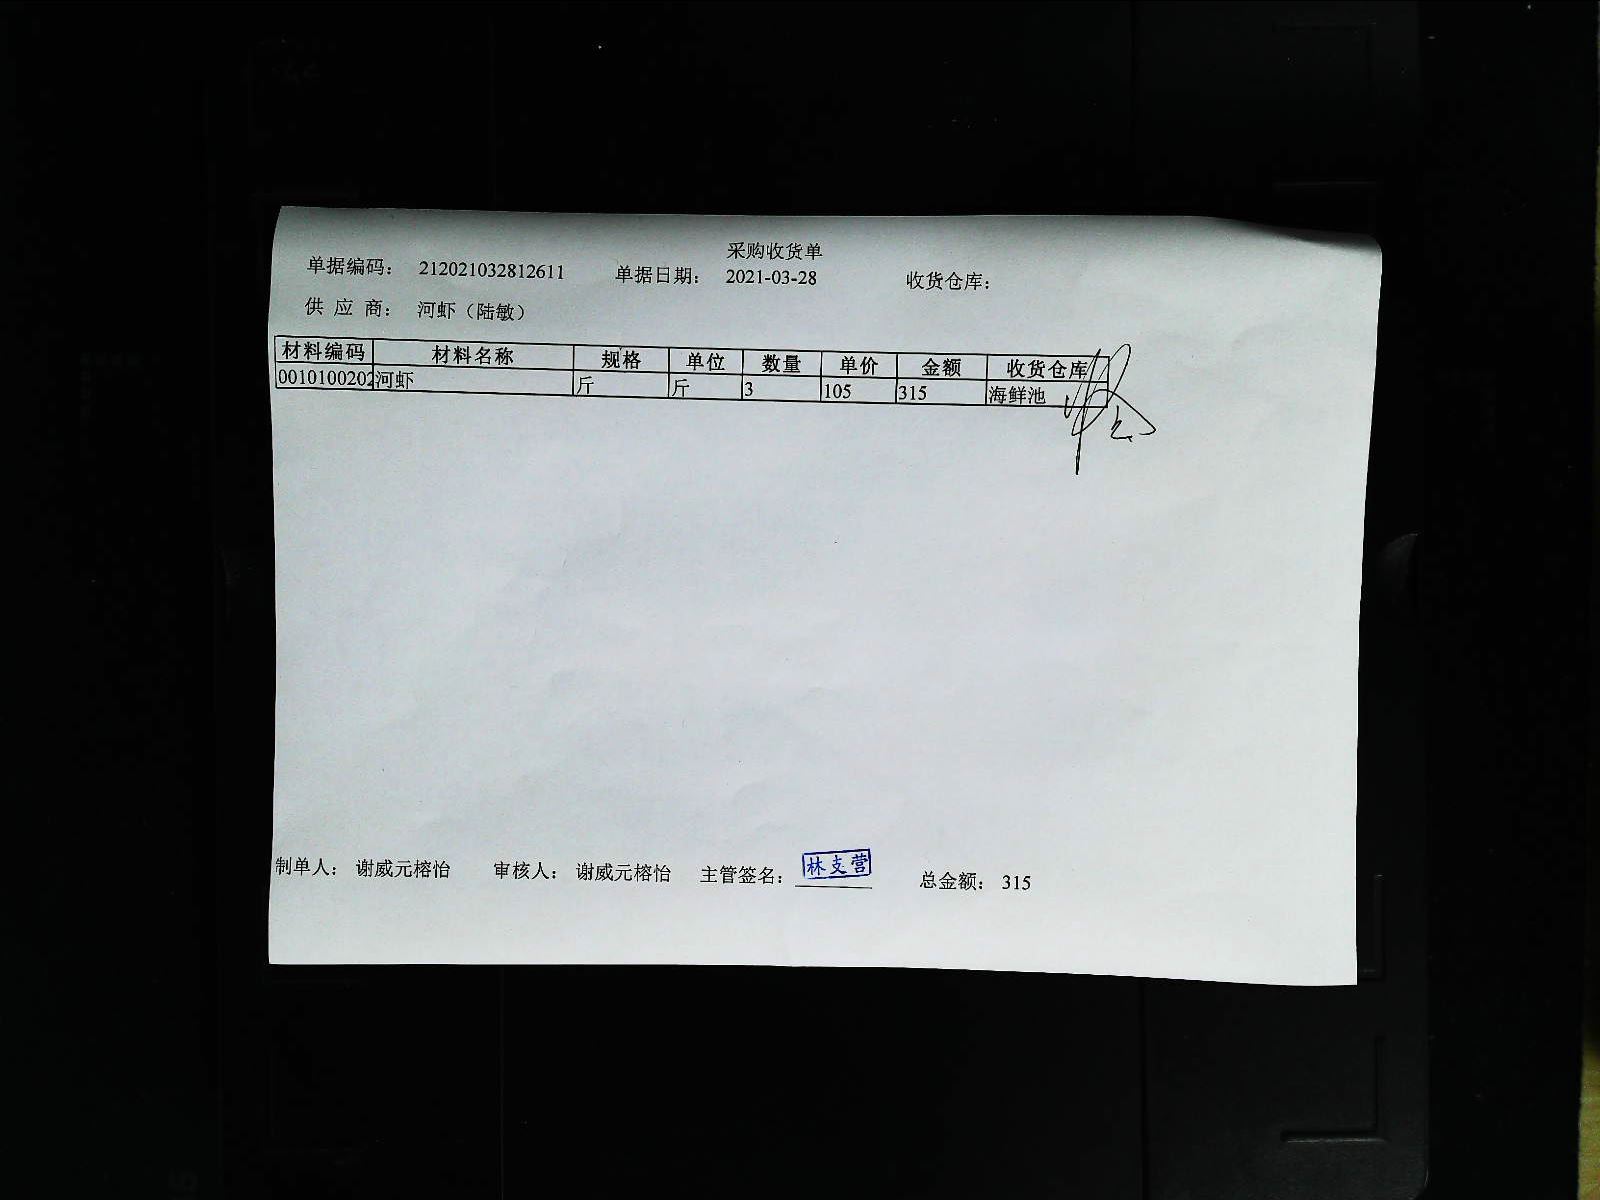 采购收货单
单据编码： 212021032812611 单据日期： 2021-03-28 收货仓库：
供 应 商： 河虾（陆敏）
材料编码 材料名称 规格 单位 数量 单价 金额 收货仓库
0010100202 河虾 斤 斤 3 105 315 海鲜池
制单人： 谢威元榕怡 审核人： 谢威元榕怡 主管签名： 林支营 总金额： 315